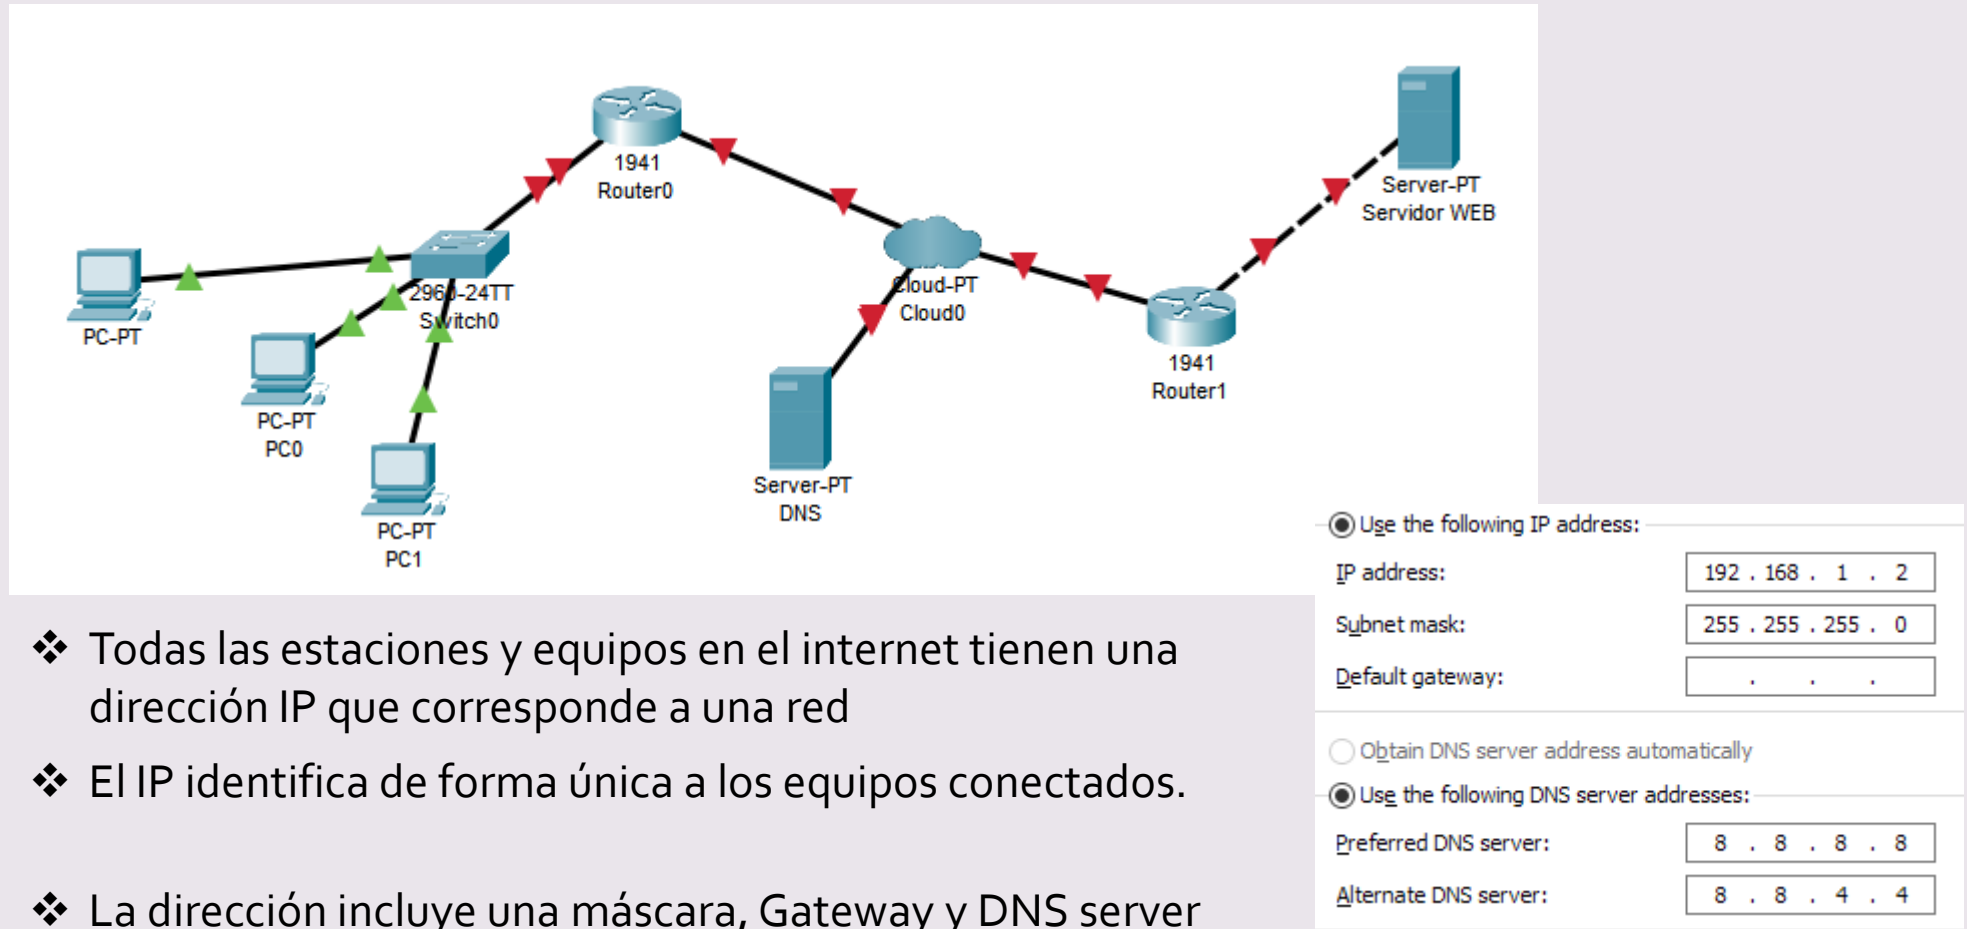 1941
Router0
Server-PT
Servidor WEB
2960-24TT
Switch0
Cloud-PT
Cloud0
PC-PT
1941
Router1
PC-PT
PC0
Server-PT
DNS
PC-PT
PC1
❖ Todas las estaciones y equipos en el internet tienen una
dirección IP que corresponde a una red
❖ El IP identifica de forma única a los equipos conectados.
❖ La dirección incluye una máscara, Gateway y DNS server
Use the following IP address:
IP address: 192 . 168 . 1 . 2
Subnet mask: 255 . 255 . 255 . 0
Default gateway: . . .
Obtain DNS server address automatically
Use the following DNS server addresses:
Preferred DNS server: 8 . 8 . 8 . 8
Alternate DNS server: 8 . 8 . 4 . 4